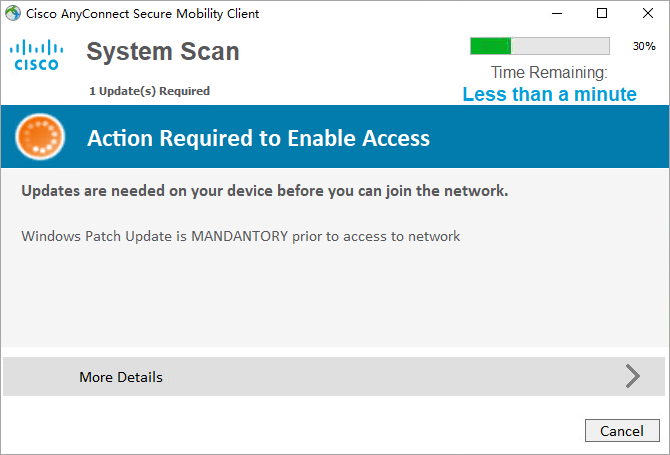 Cisco AnyConnect Secure Mobility Client
CISCO
System Scan
1 Update(s) Required
30%
Time Remaining:
Less than a minute
Action Required to Enable Access
Updates are needed on your device before you can join the network.
Windows Patch Update is MANDANTORY prior to access to network
More Details
Cancel